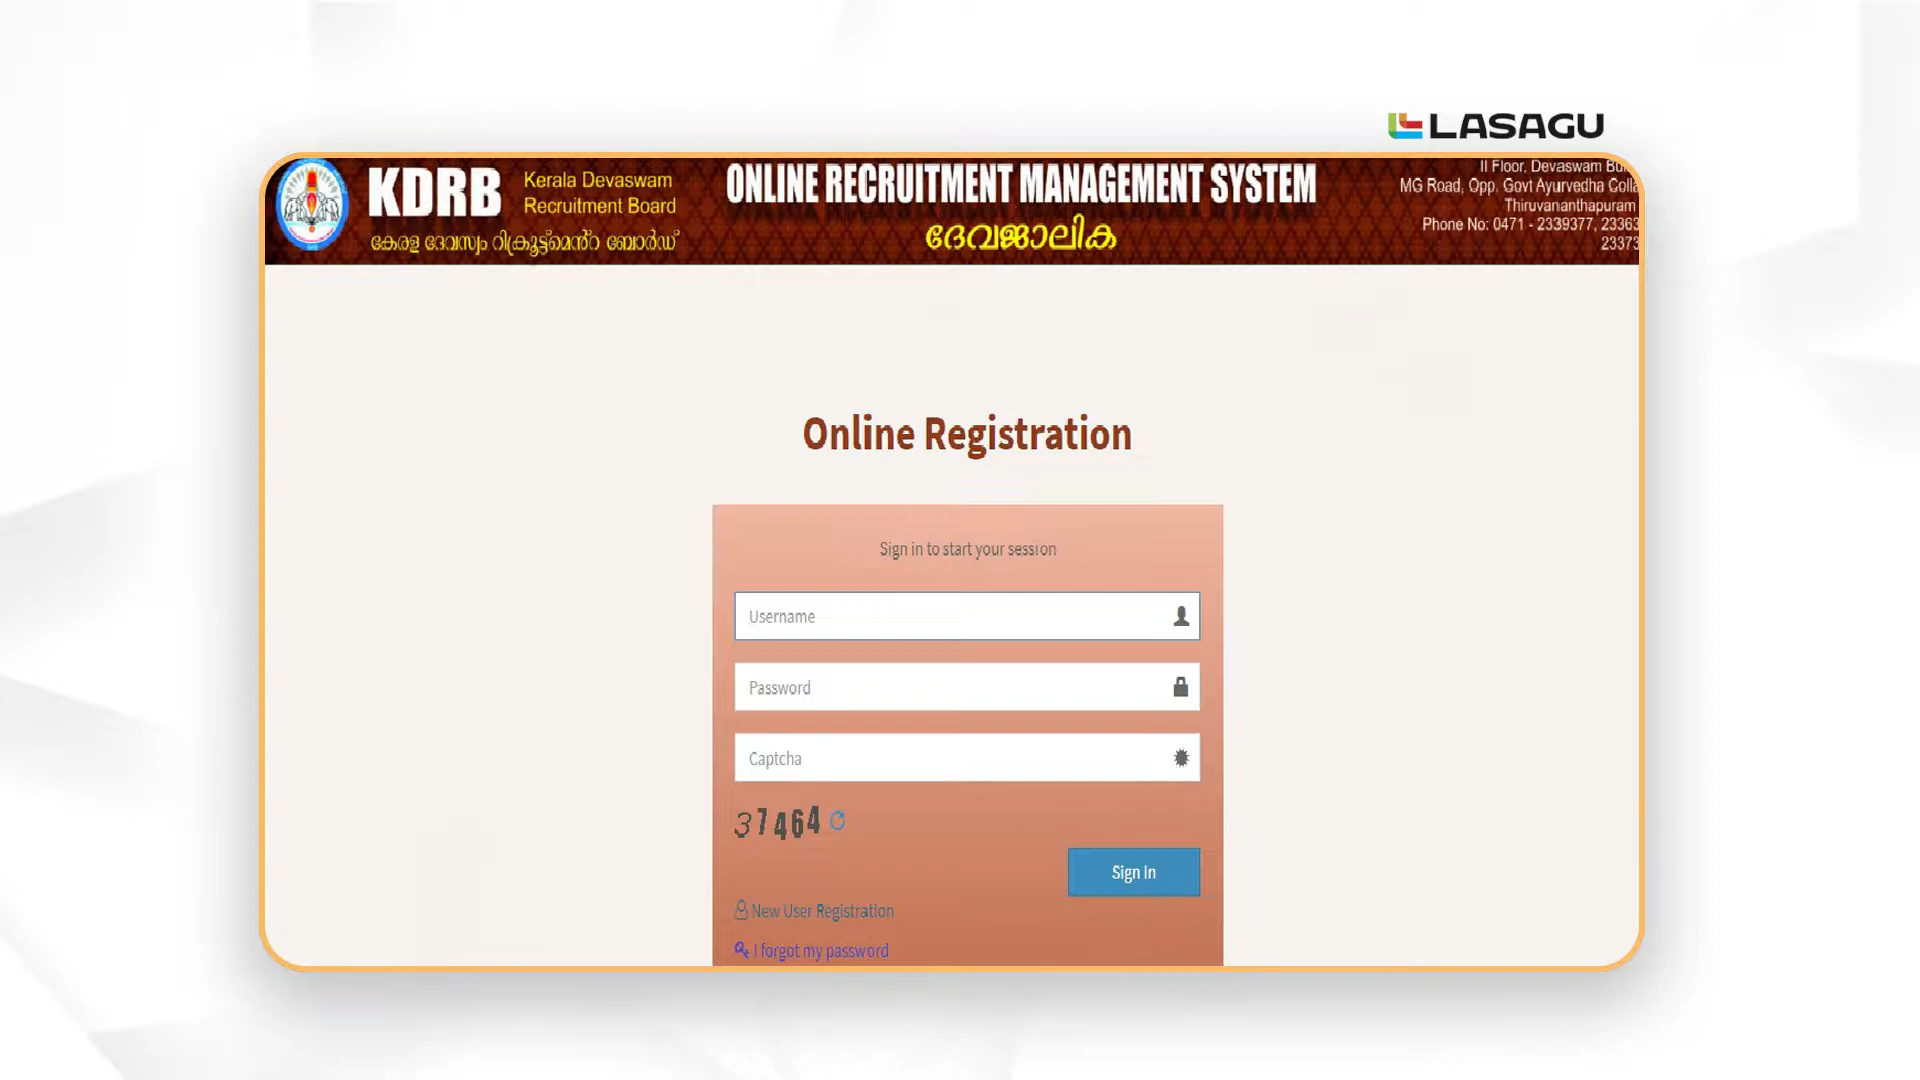 LASAGU
KDRB
Kerala Devaswam
Recruitment Board
കേരള ദേവസ്വം റിക്രൂട്ട്മെൻ്റ ബോർഡ്
ONLINE RECRUITMENT MANAGEMENT SYSTEM
ദേവജാലിക
II Floor, Devaswam
MG Road, Opp. Govt Ayurvedha
Thiruvananthapuram
Phone No: 0471 - 2339377,
Online Registration
Sign in to start your session
Username
Password
Captcha
37464
Sign In
New User Registration
I forgot my password